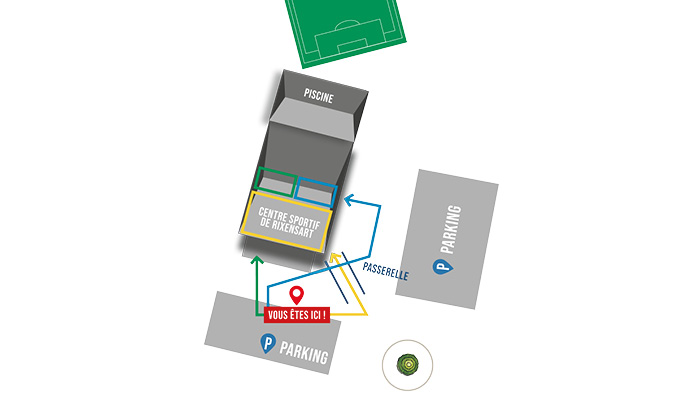 PISCINE
CENTRE SPORTIF
DE RIXENSART
P PARKING
PASSERELLE
VOUS ÊTES ICI !
P PARKING